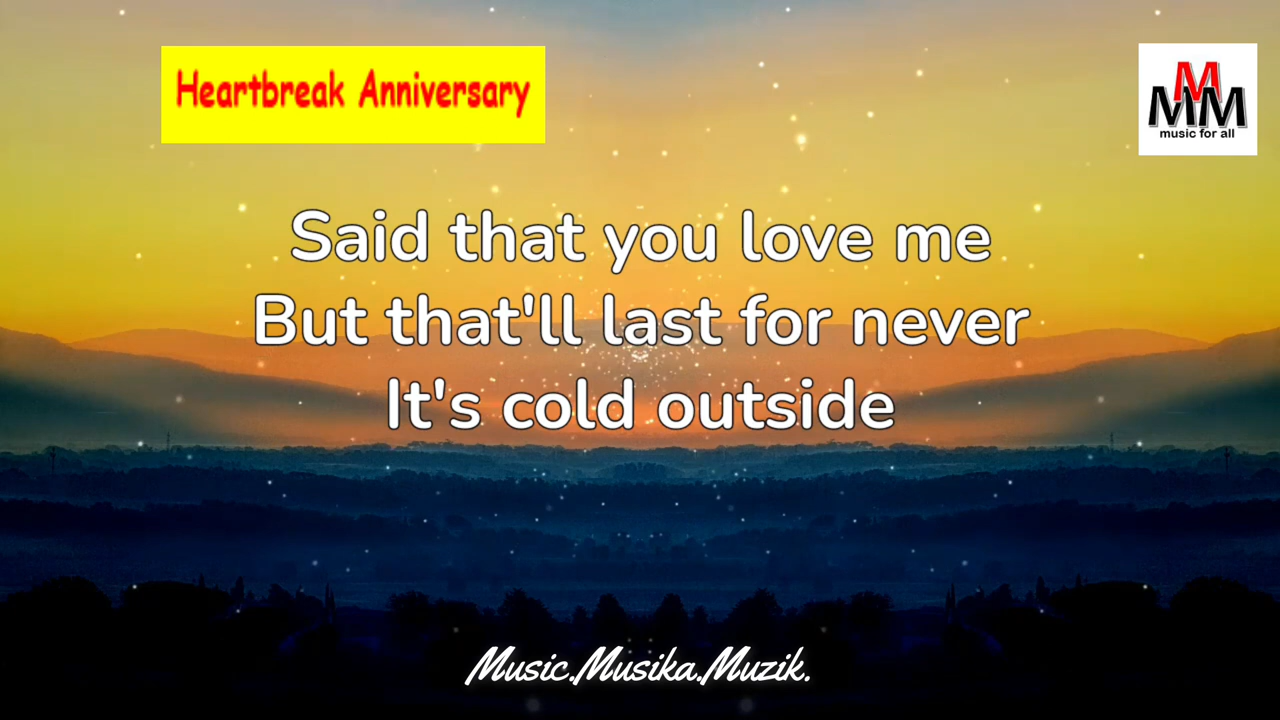 Heartbreak Anniversary
MMM
music for all
Said that you love me
But that'll last for never
It's cold outside
Music.Musika.Muzik.